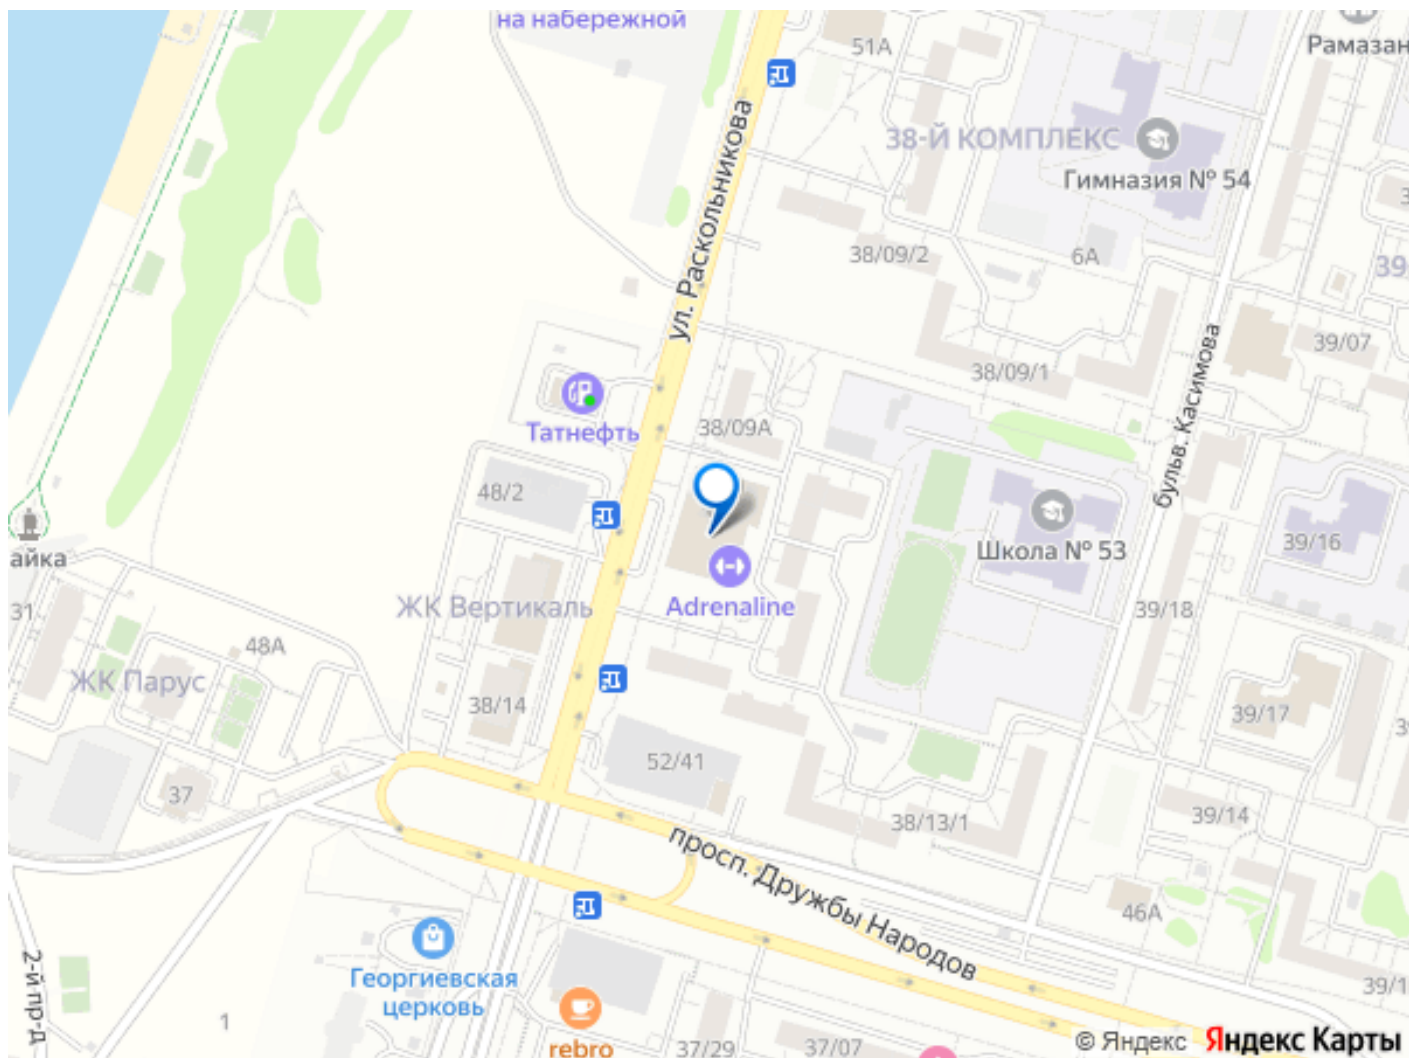 на набережной
51А
Рамазан
38-Й КОМПЛЕКС
Гимназия № 54
ул. Раскольникова
38/09/2
6А
39
39/07
38/09/1
бульв. Касимова
Татнефть
38/09А
48/2
Школа № 53
39/16
айка
31
ЖК Вертикаль
Adrenaline
39/18
48А
ЖК Парус
38/14
39/17
52/41
37
38/13/1
39/14
просп. Дружбы Народов
46А
2-й пр-д
Георгиевская
церковь
39/1
1
rebro
37/29
37/07
© Яндекс Яндекс Карты